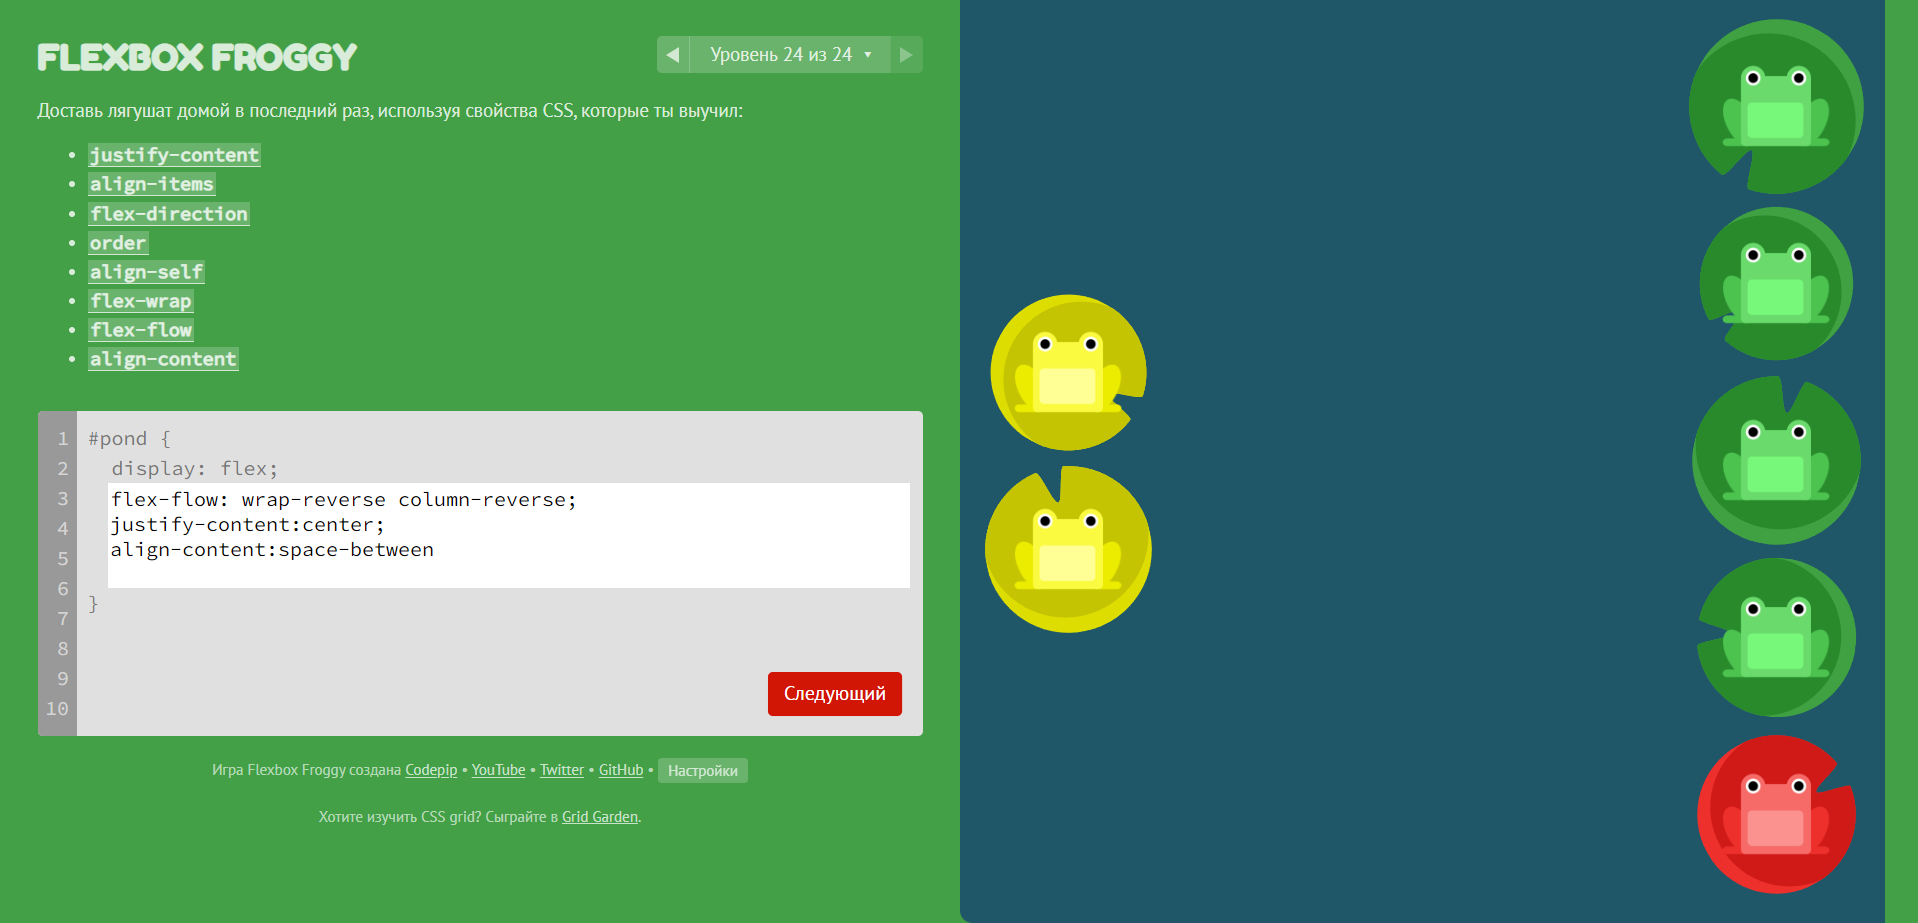 FLEXBOX FROGGY
Уровень 24 из 24
Доставь лягушат домой в последний раз, используя свойства CSS, которые ты выучил:
justify-content
align-items
flex-direction
order
align-self
flex-wrap
flex-flow
align-content
1 #pond {
2 display: flex;
3 flex-flow: wrap-reverse column-reverse;
4 justify-content:center;
5 align-content:space-between
6
7 }
8
9
10
Следующий
Игра Flexbox Froggy создана Codepip • YouTube • Twitter • GitHub • Настройки
Хотите изучить CSS grid? Сыграйте в Grid Garden.